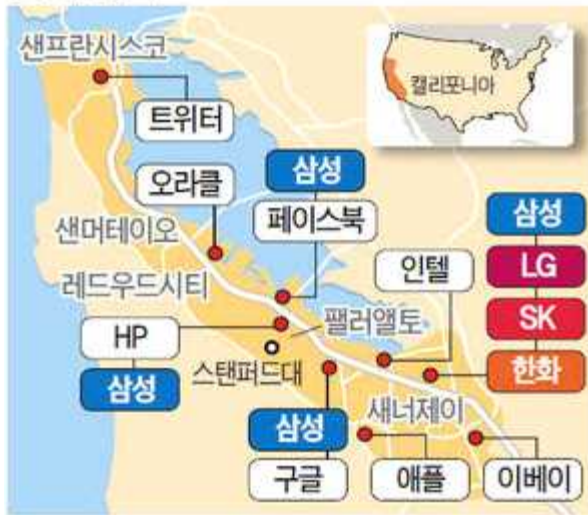 샌프란시스코
캘리포니아
트위터
오라클
삼성
페이스북
삼성
LG
SK
한화
샌머테이오
인텔
레드우드시티
HP
삼성
팰러앨토
스탠퍼드대
삼성
구글
새너제이
애플
이베이